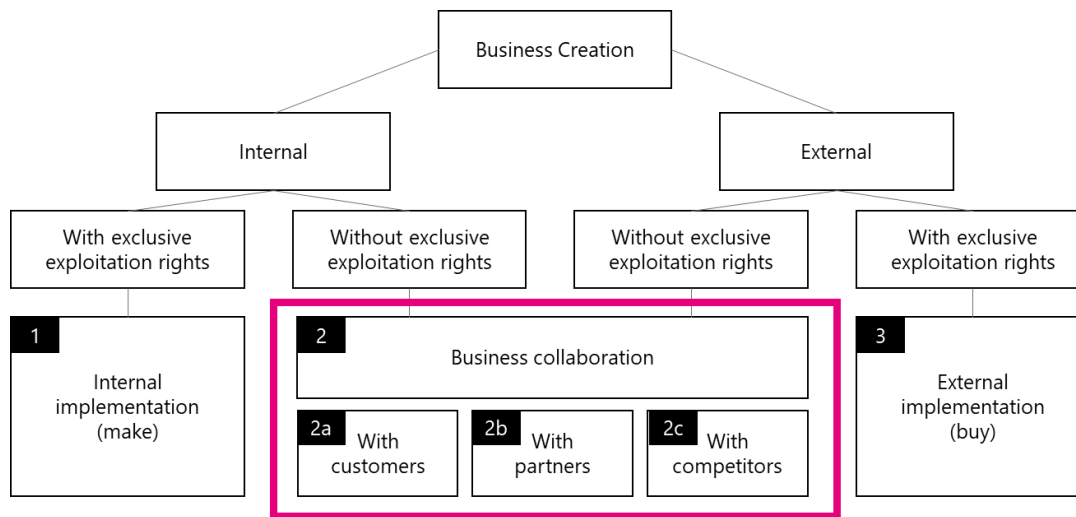 Business Creation
Internal
External
With exclusive
exploitation rights
Without exclusive
exploitation rights
Without exclusive
exploitation rights
With exclusive
exploitation rights
1
Internal
implementation
(make)
2
Business collaboration
2a
With
customers
2b
With
partners
2c
With
competitors
3
External
implementation
(buy)